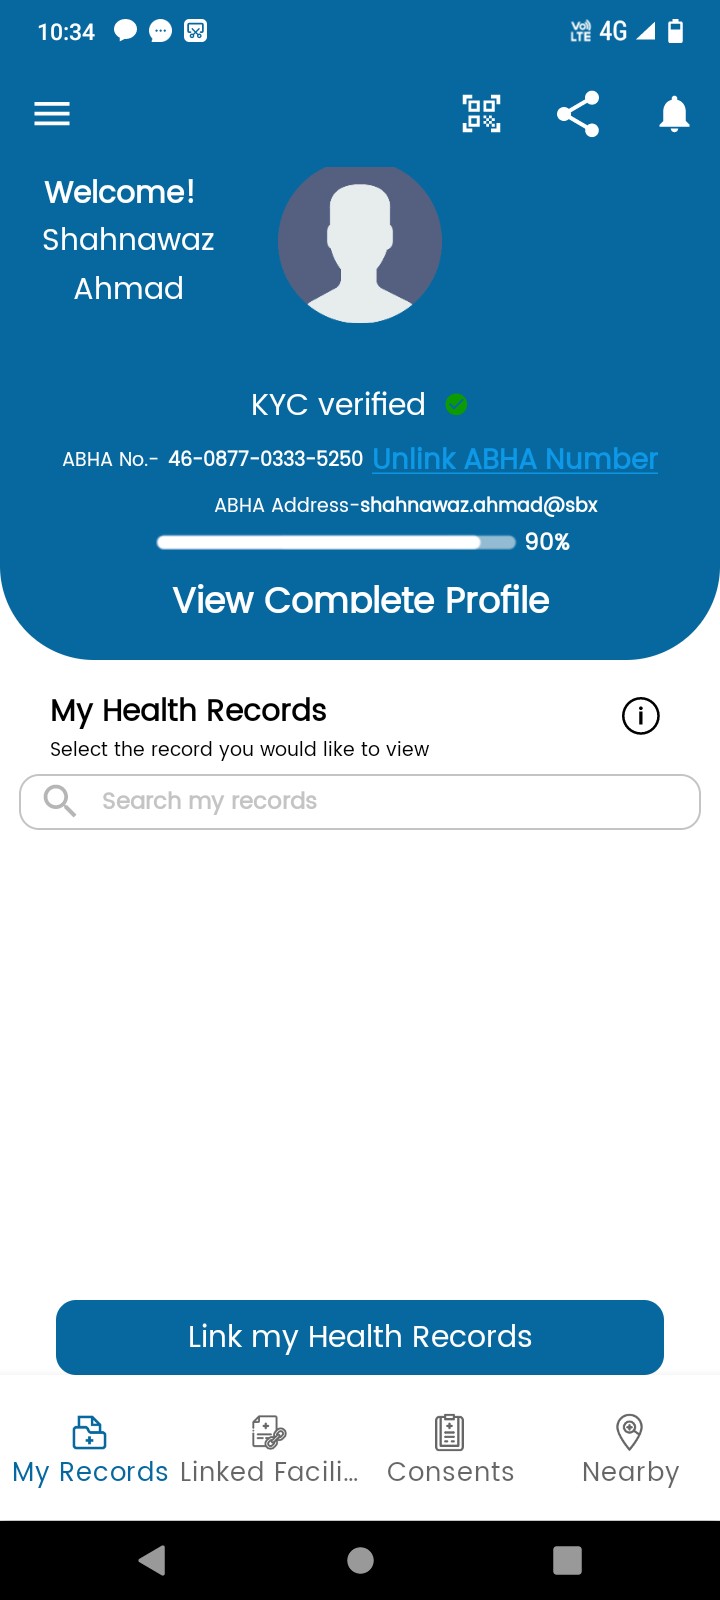 10:34 VoI) LTE 4G
Welcome!
Shahnawaz
Ahmad
KYC verified
ABHA No.- 46-0877-0333-5250 Unlink ABHA Number
ABHA Address-shahnawaz.ahmad@sbx
90%
View Complete Profile
My Health Records
Select the record you would like to view
Search my records
Link my Health Records
My Records Linked Facili... Consents Nearby